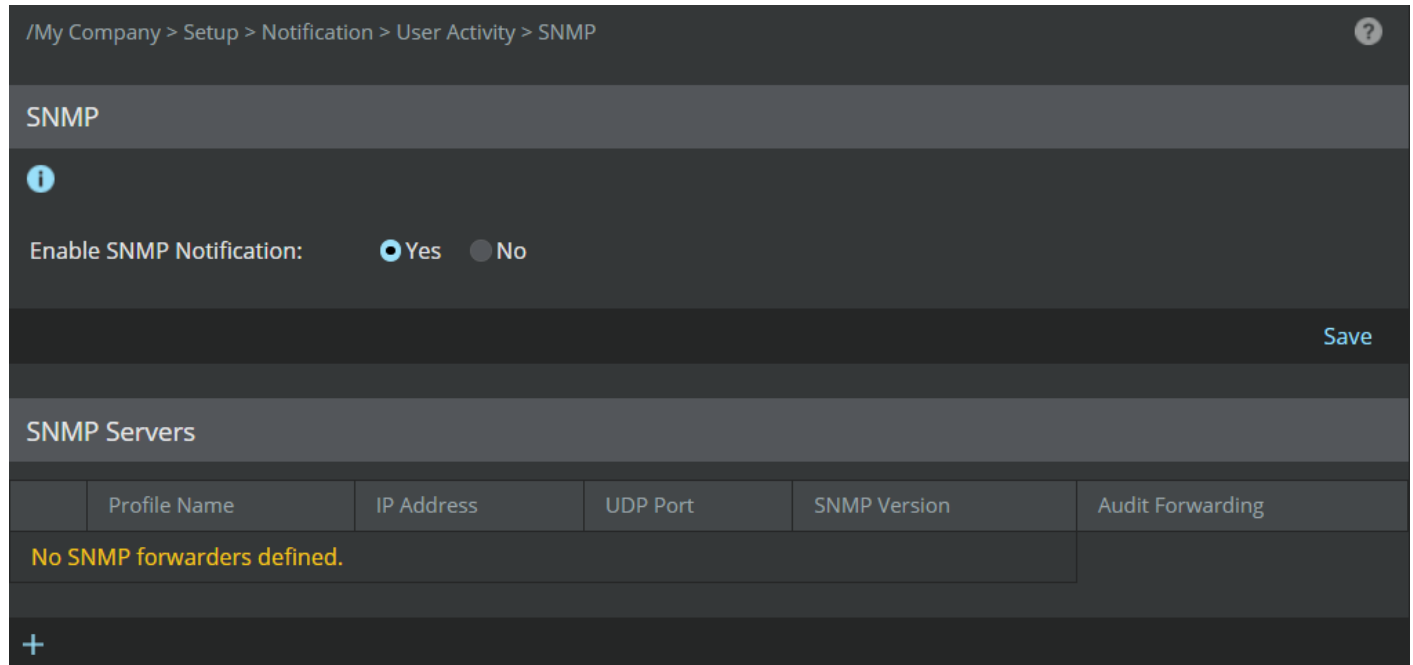 /My Company > Setup > Notification > User Activity > SNMP ?
SNMP
i
Enable SNMP Notification: Yes No
Save
SNMP Servers
Profile Name IP Address UDP Port SNMP Version Audit Forwarding
No SNMP forwarders defined.
+